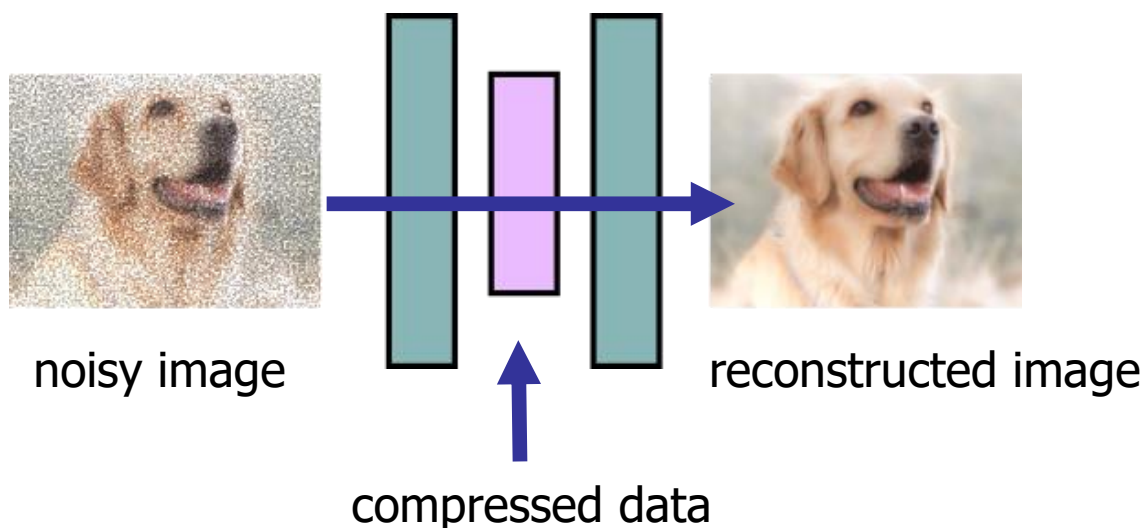 noisy image
reconstructed image
compressed data